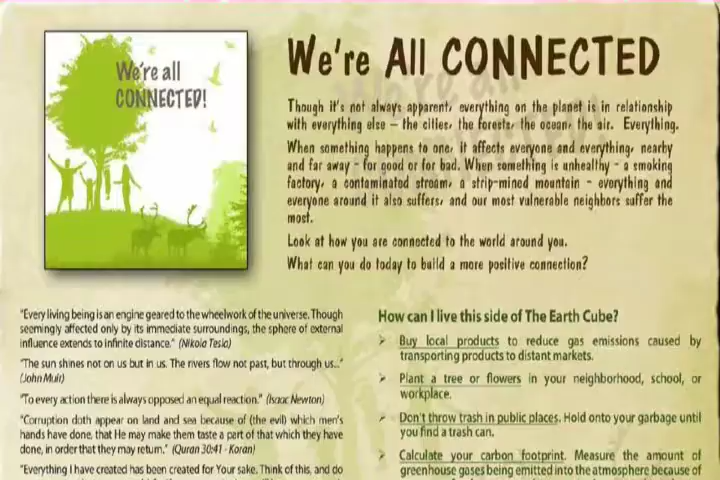 We're all
CONNECTED!
We're All CONNECTED
Though it's not always apparent, everything on the planet is in relationship
with everything else – the cities, the forests, the ocean, the air. Everything.
When something happens to one, it affects everyone and everything, nearby
and far away - for good or for bad. When something is unhealthy - a smoking
factory, a contaminated stream, a strip-mined mountain - everything and
everyone around it also suffers, and our most vulnerable neighbors suffer the
most.
Look at how you are connected to the world around you.
What can you do today to build a more positive connection?
"Every living being is an engine geared to the wheelwork of the universe. Though
seemingly affected only by its immediate surroundings, the sphere of external
influence extends to infinite distance." (Nikola Tesla)
"The sun shines not on us but in us. The rivers flow not past, but through us..."
(John Muir)
"To every action there is always opposed an equal reaction." (Isaac Newton)
"Corruption doth appear on land and sea because of (the evil) which men's
hands have done, that He may make them taste a part of that which they have
done, in order that they may return." (Quran 30:41 - Koran)
"Everything I have created has been created for Your sake. Think of this, and do
How can I live this side of The Earth Cube?
➢ Buy local products to reduce gas emissions caused by
transporting products to distant markets.
➢ Plant a tree or flowers in your neighborhood, school, or
workplace.
➢ Don't throw trash in public places. Hold onto your garbage until
you find a trash can.
➢ Calculate your carbon footprint. Measure the amount of
greenhouse gases being emitted into the atmosphere because of